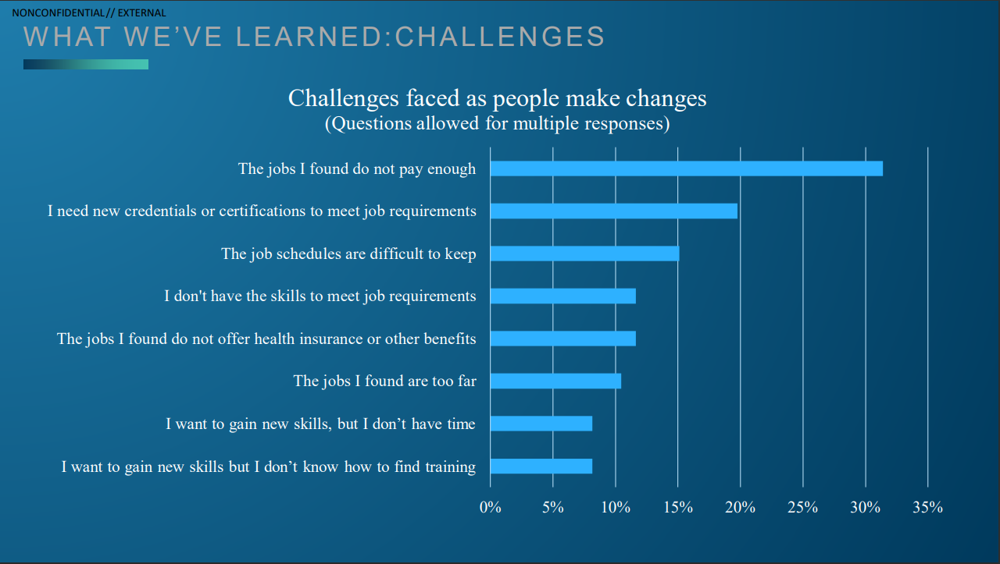 NONCONFIDENTIAL// EXTERNAL
WHAT WE’VE LEARNED:CHALLENGES
Challenges faced as people make changes
(Questions allowed for multiple responses)
The jobs I found do not pay enough
I need new credentials or certifications to meet job requirements
The job schedules are difficult to keep
I don't have the skills to meet job requirements
The jobs I found do not offer health insurance or other benefits
The jobs I found are too far
I want to gain new skills, but I don’t have time
I want to gain new skills but I don’t know how to find training
0% 5% 10% 15% 20% 25% 30% 35%